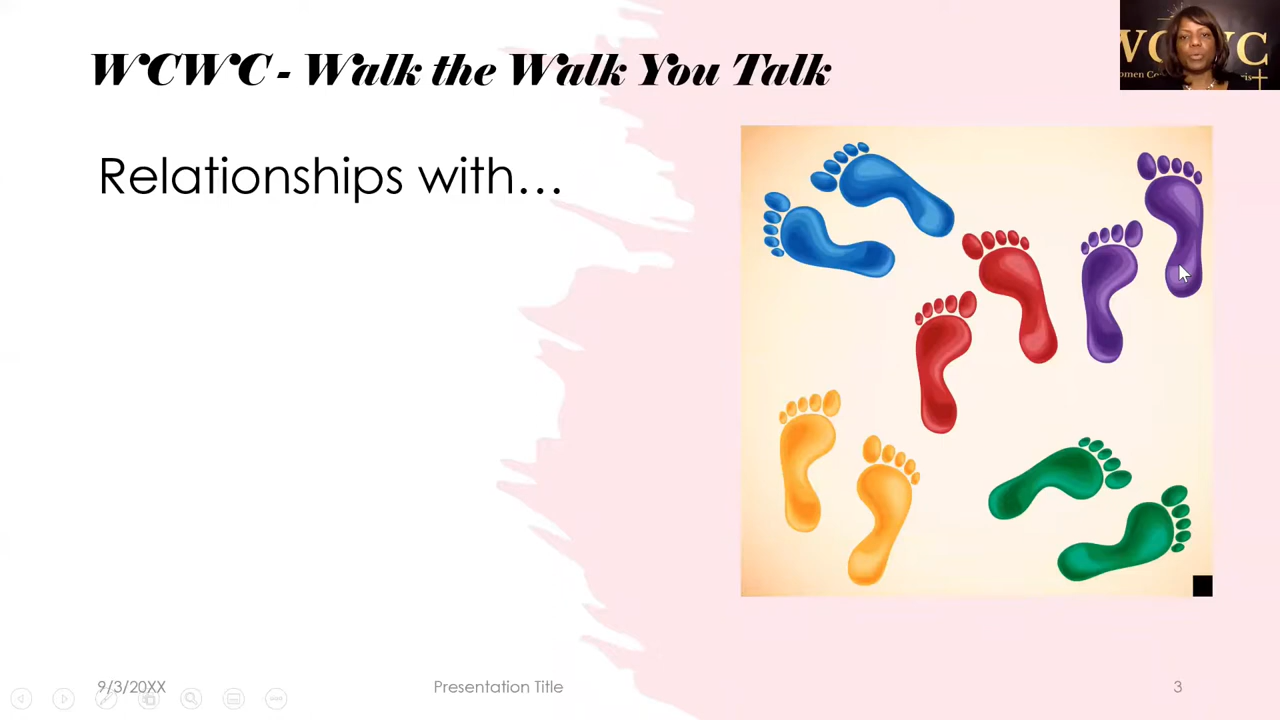 WCWC - Walk the Walk You Talk
Relationships with...
9/3/20XX
Presentation Title
3